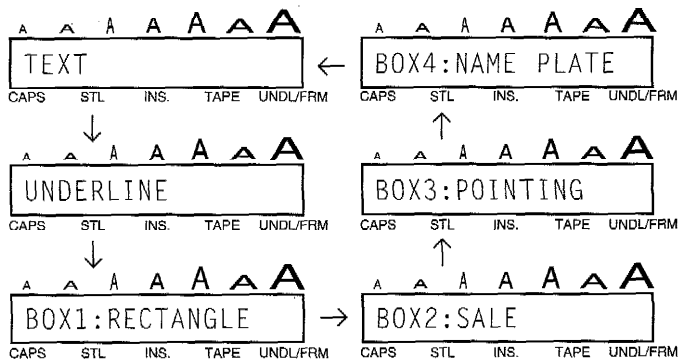 A A A A A A A
A A A A A A A
TEXT
BOX4:NAME PLATE
CAPS STL INS. TAPE UNDL/FRM
CAPS STL INS. TAPE UNDL/FRM
A A A A A A A
A A A A A A A
UNDERLINE
BOX3:POINTING
CAPS STL INS. TAPE UNDL/FRM
CAPS STL INS. TAPE UNDL/FRM
A A A A A A A
A A A A A A A
BOX1:RECTANGLE
BOX2:SALE
CAPS STL INS. TAPE UNDL/FRM
CAPS STL INS. TAPE UNDL/FRM